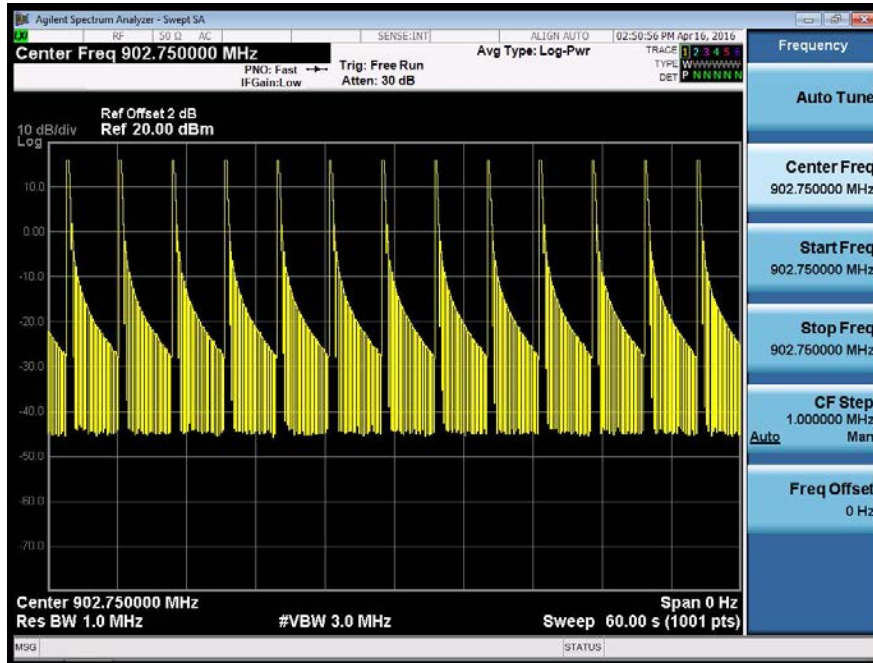 Agilent Spectrum Analyzer - Swept SA
LXI RF 50 Ω AC SENSE:INT ALIGN AUTO 02:50:56 PM Apr 16, 2016
Center Freq 902.750000 MHz
PNO: Fast
IFGain:Low
Trig: Free Run
Atten: 30 dB
Avg Type: Log-Pwr
TRACE 1 2 3 4 5 6
TYPE WWWWWW
DET P N N N N N
Ref Offset 2 dB
10 dB/div Ref 20.00 dBm
Log
10.0
0.00
-10.0
-20.0
-30.0
-40.0
-50.0
-60.0
-70.0
Center 902.750000 MHz Span 0 Hz
Res BW 1.0 MHz #VBW 3.0 MHz Sweep 60.00 s (1001 pts)
MSG STATUS
Frequency
Auto Tune
Center Freq
902.750000 MHz
Start Freq
902.750000 MHz
Stop Freq
902.750000 MHz
CF Step
1.000000 MHz
Auto Man
Freq Offset
0 Hz